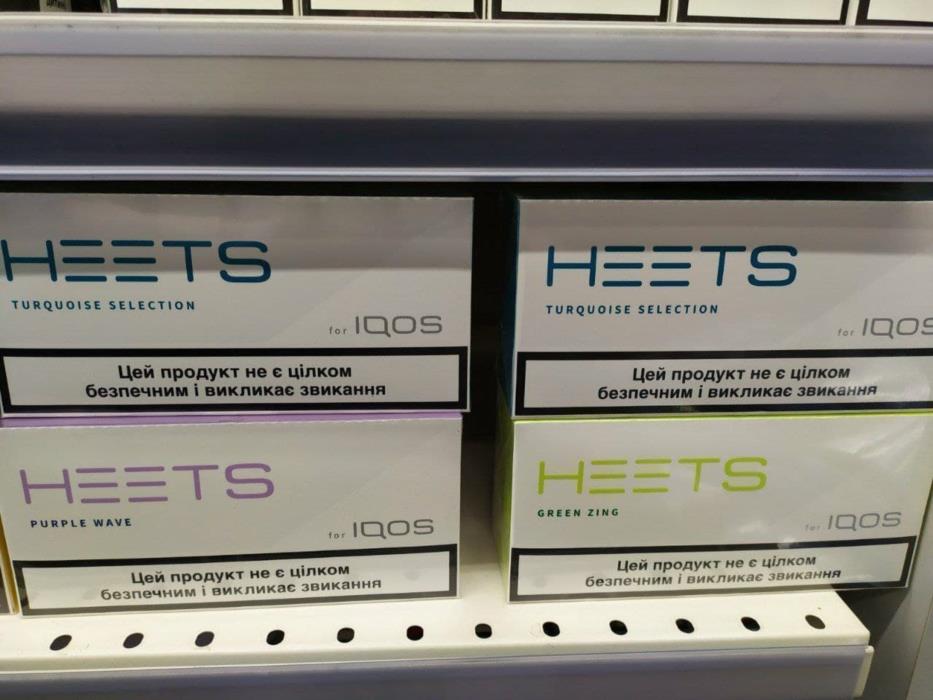 HEETS
TURQUOISE SELECTION
for IQOS
Цей продукт не є цілком
безпечним і викликає звикання
HEETS
TURQUOISE SELECTION
for IQOS
Цей продукт не є цілком
безпечним і викликає звикання
HEETS
PURPLE WAVE
for IQOS
Цей продукт не є цілком
безпечним і викликає звикання
HEETS
GREEN ZING
for IQOS
Цей продукт не є цілком
безпечним і викликає звикання